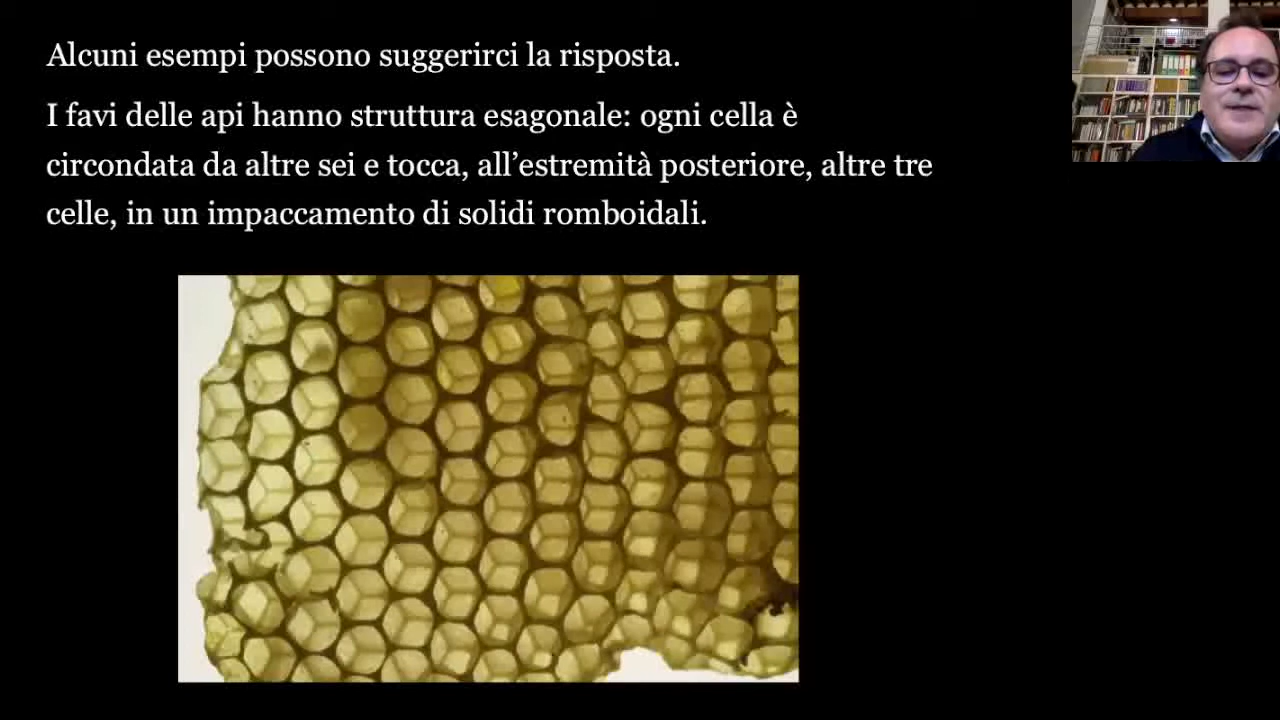 Alcuni esempi possono suggerirci la risposta.
I favi delle api hanno struttura esagonale: ogni cella è
circondata da altre sei e tocca, all’estremità posteriore, altre tre
celle, in un impaccamento di solidi romboidali.